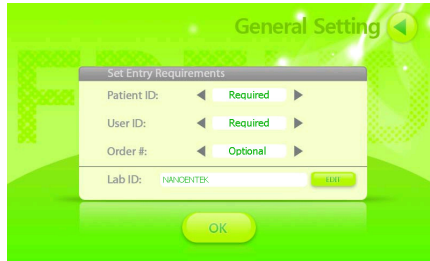 General Setting
Set Entry Requirements
Patient ID: Required
User ID: Required
Order #: Optional
Lab ID: NANOENTEK EDIT
OK